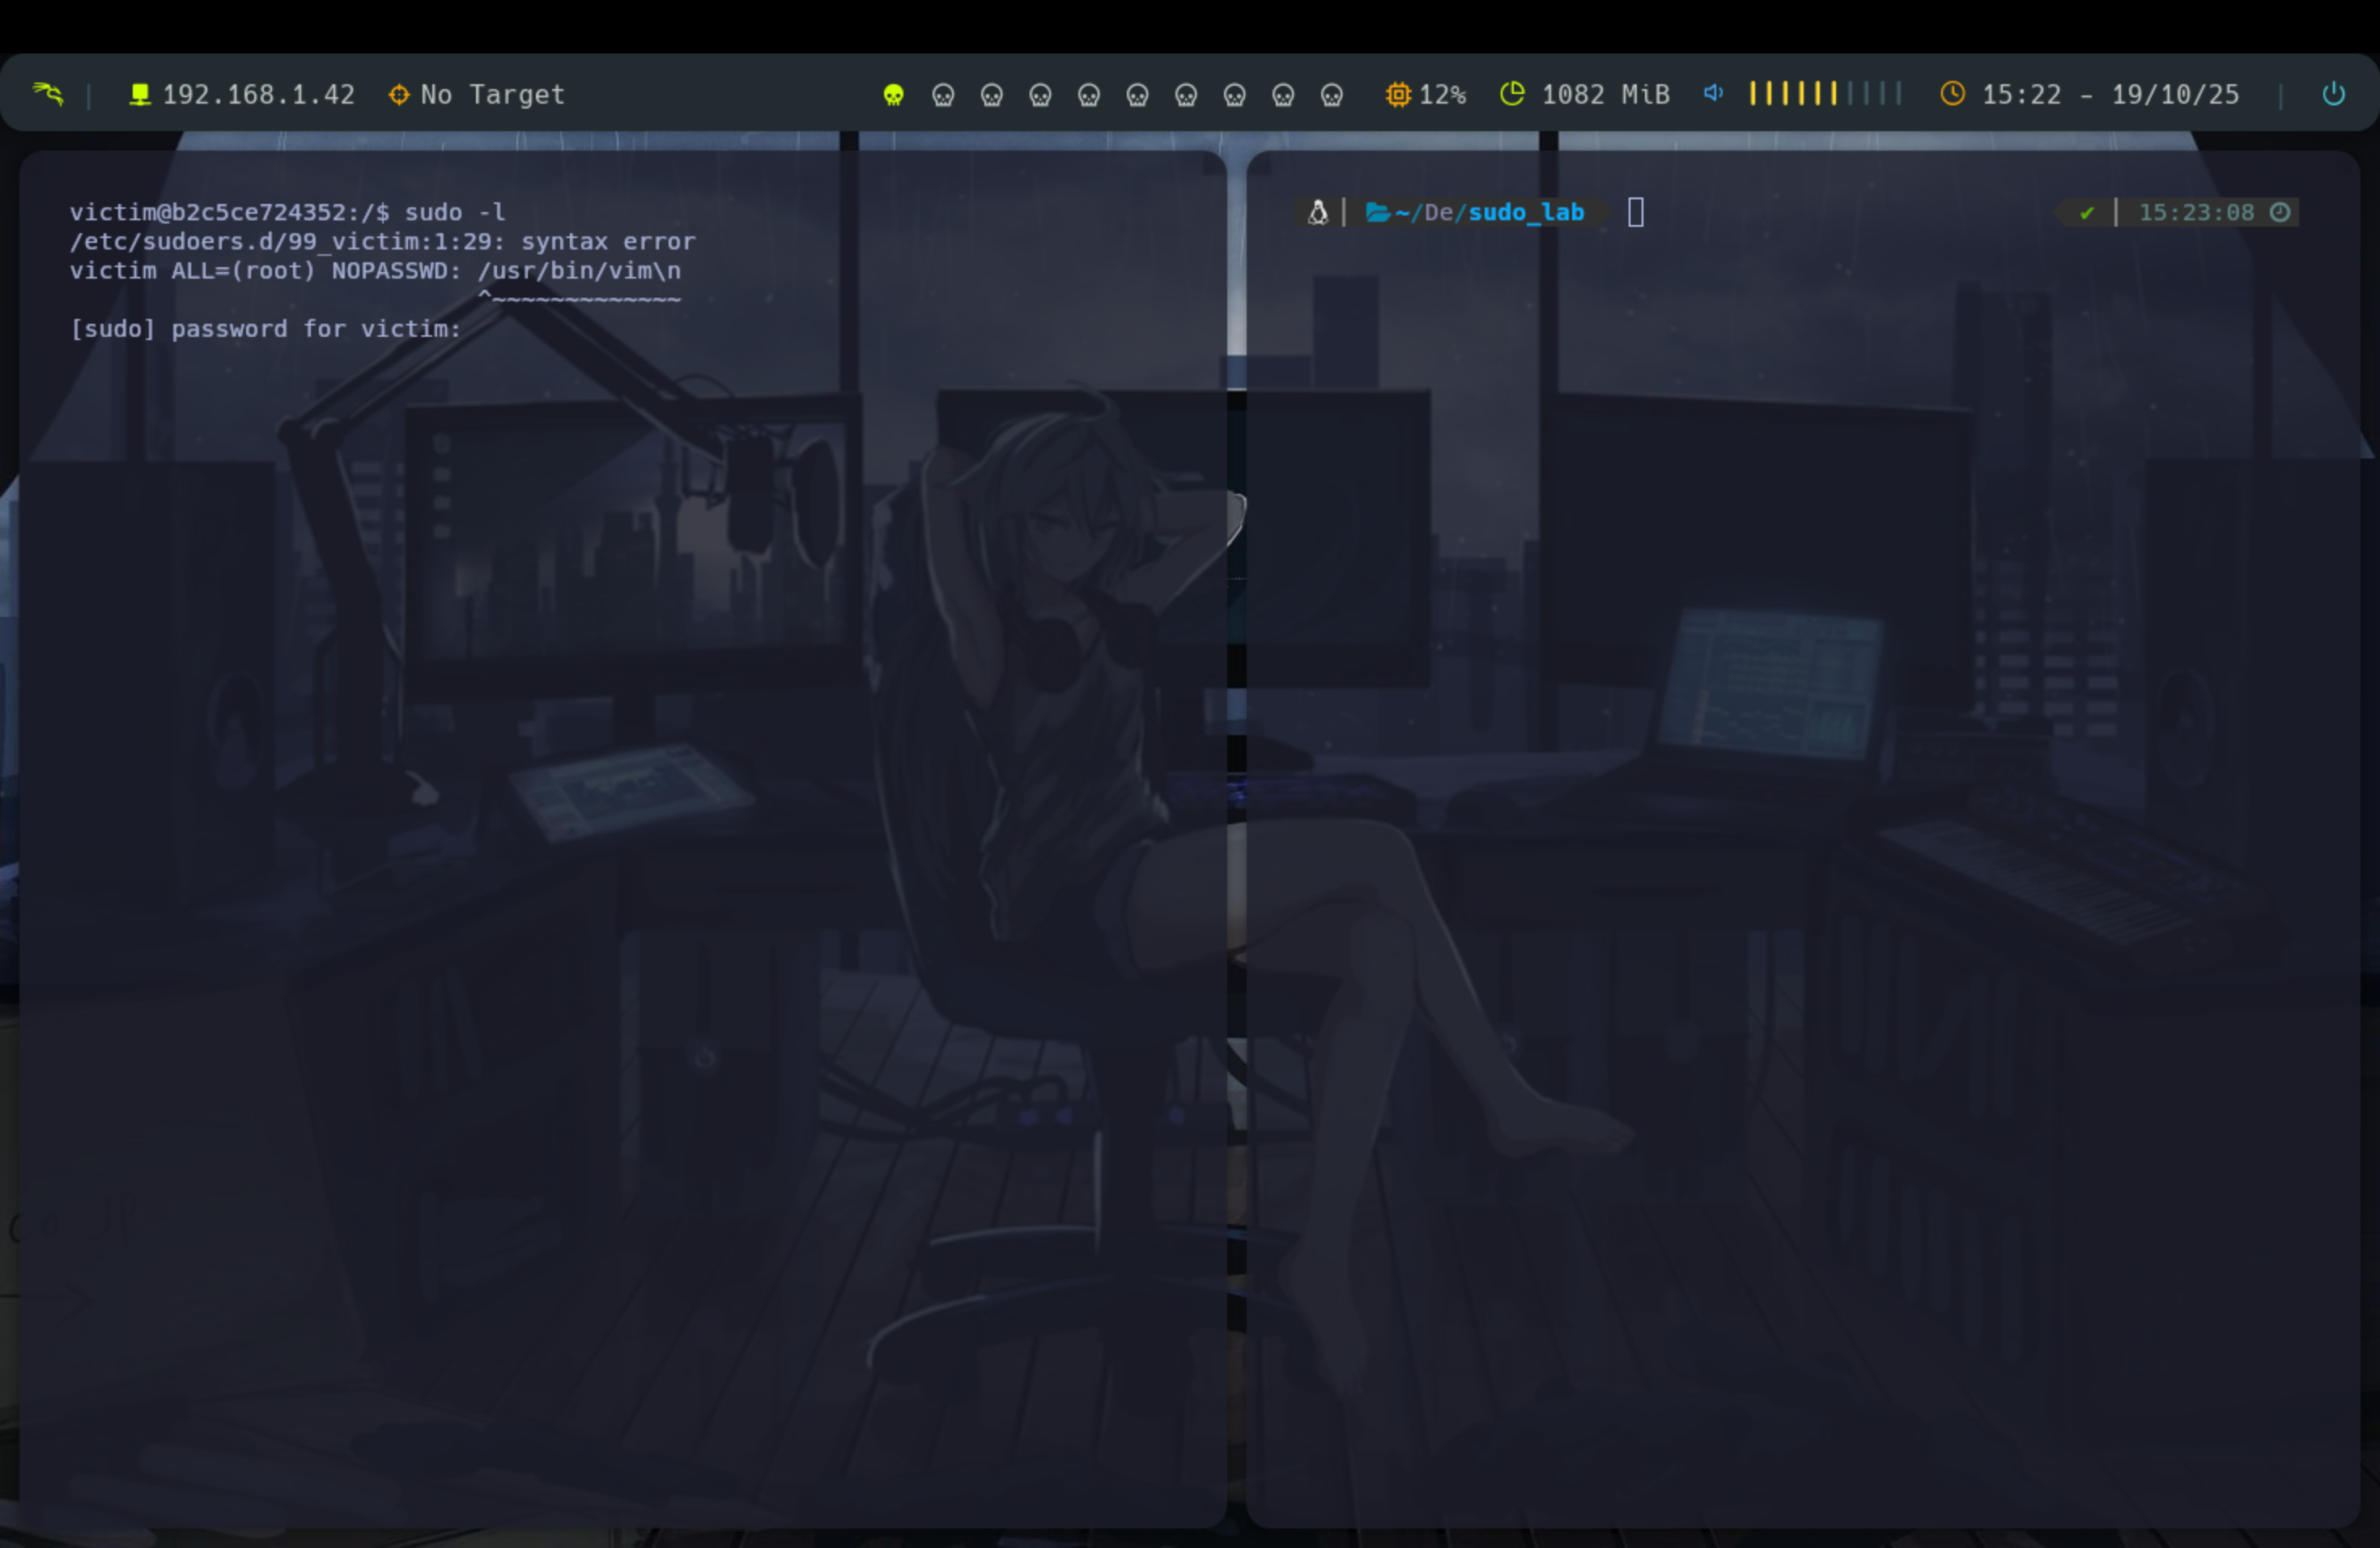 192.168.1.42 No Target 12% 1082 MiB 15:22 - 19/10/25
victim@b2c5ce724352:/$ sudo -l
/etc/sudoers.d/99_victim:1:29: syntax error
victim ALL=(root) NOPASSWD: /usr/bin/vim\n
^~~~~~~~~~~~~~
[sudo] password for victim:
~/De/sudo_lab ✔ 15:23:08